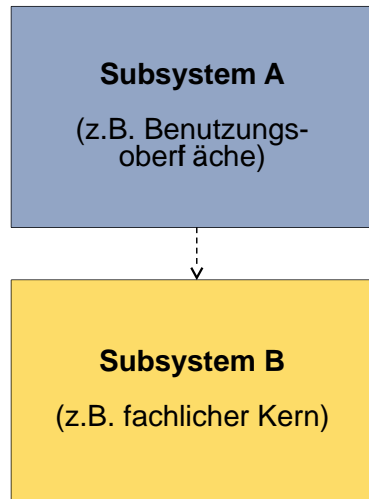 Subsystem A
(z.B. Benutzungs-
oberf äche)
Subsystem B
(z.B. fachlicher Kern)